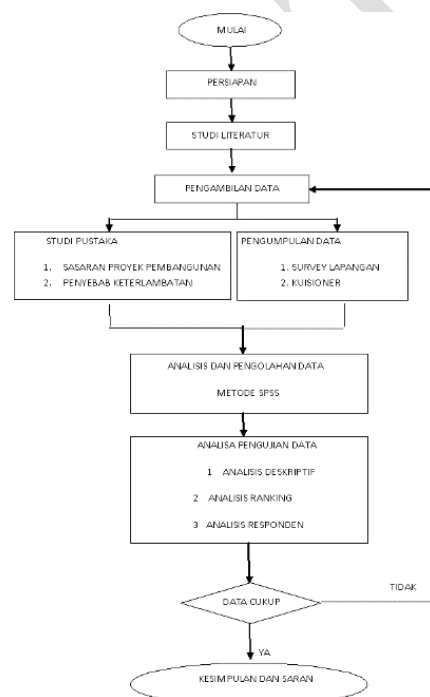 MULAI
PERSIAPAN
STUDI LITERATUR
PENGAMBILAN DATA
STUDI PUSTAKA
1. SASARAN PROYEK PEMBANGUNAN
2. PENYEBAB KETERLAMBATAN
PENGUMPULAN DATA
1. SURVEY LAPANGAN
2. KUISIONER
ANALISIS DAN PENGOLAHAN DATA
METODE SPSS
ANALISA PENGUJIAN DATA
1 ANALISIS DESKRIPTIF
2 ANALISIS RANKING
3 ANALISIS RESPONDEN
DATA CUKUP
TIDAK
YA
KESIMPULAN DAN SARAN